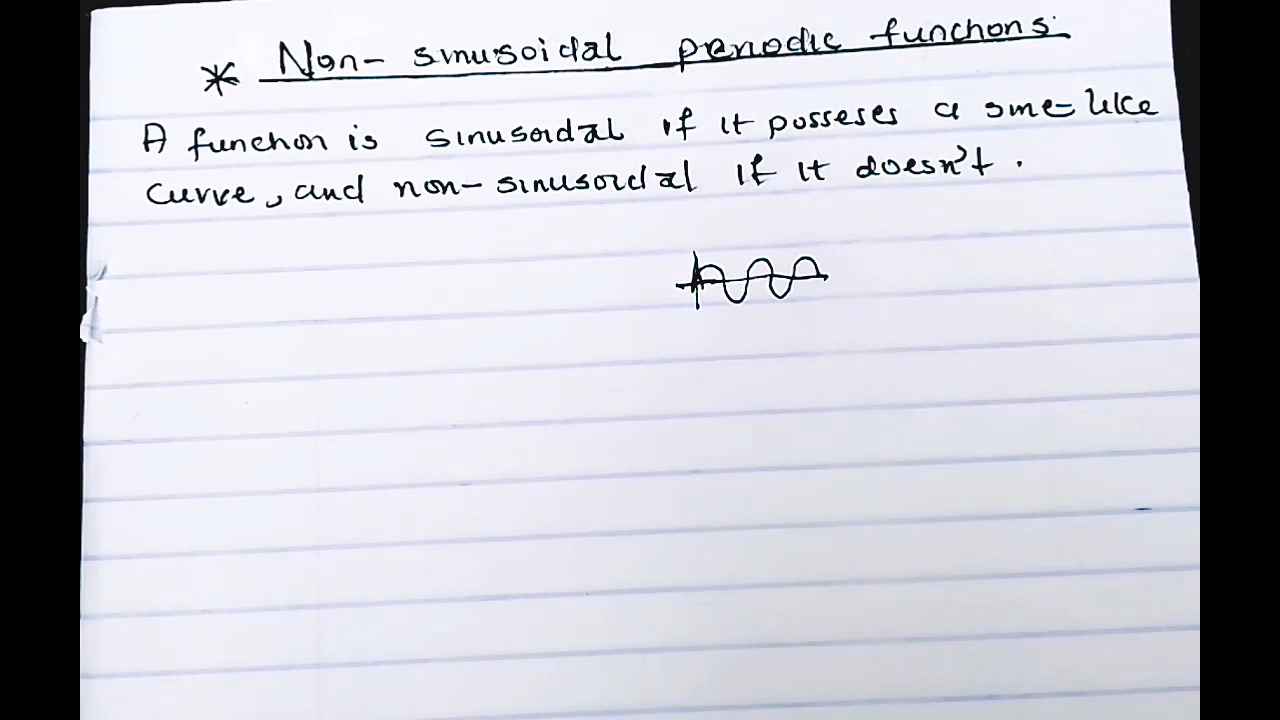 * Non- sinusoidal periodic functions.
A function is sinusoidal if it posseses a sine-like
curve, and non-sinusoidal if it doesn't.